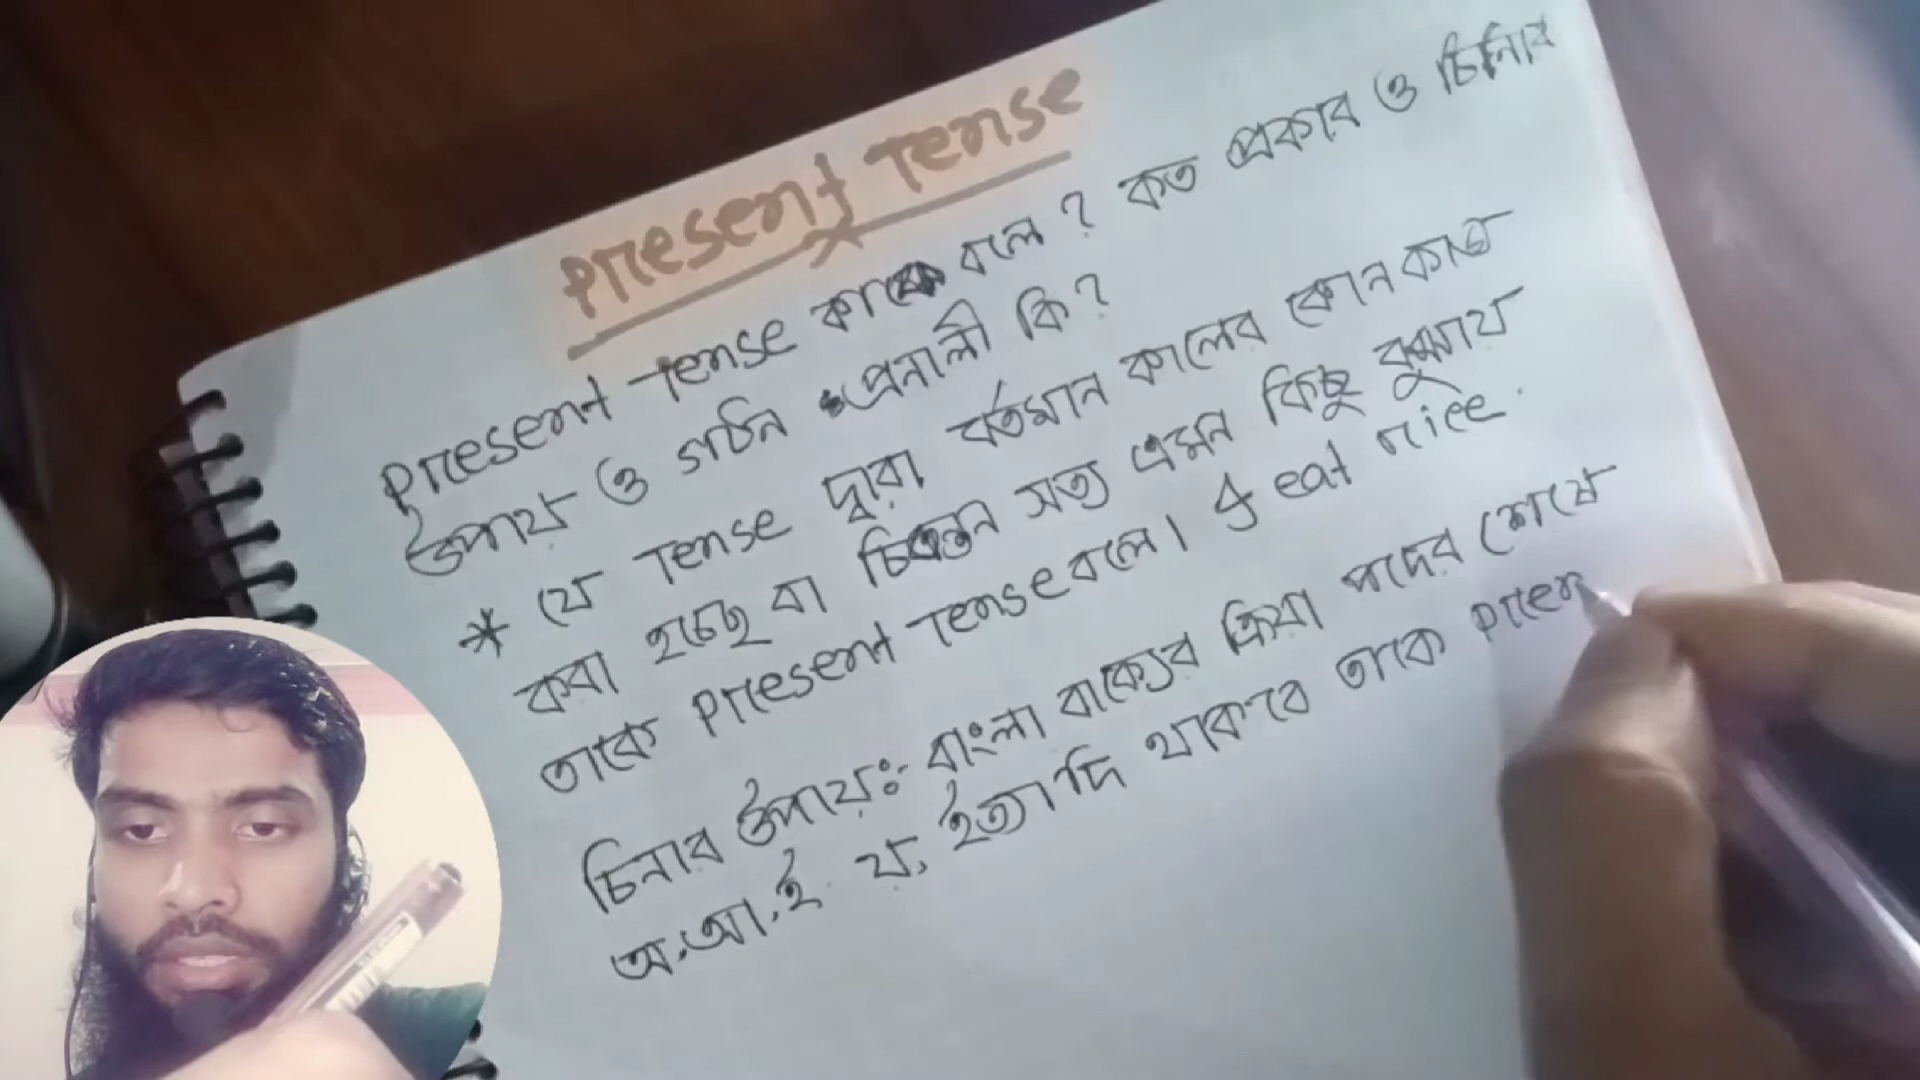 Present Tense
Present Tense কাকে বলে ? কত প্রকার ও চিনার
উপায় ও গঠন প্রনালী কি ?
* যে Tense দ্বারা বর্তমান কালের কোন কাজ
করা হচ্ছে বা চিরন্তন সত্য এমন কিছু বুঝায়
তাকে Present Tense বলে। I eat rice.
চিনার উপায়ঃ- বাংলা বাক্যের ক্রিয়া পদের শেষে
অ.আ.ই য়, ইত্যাদি থাকবে তাকে Pren